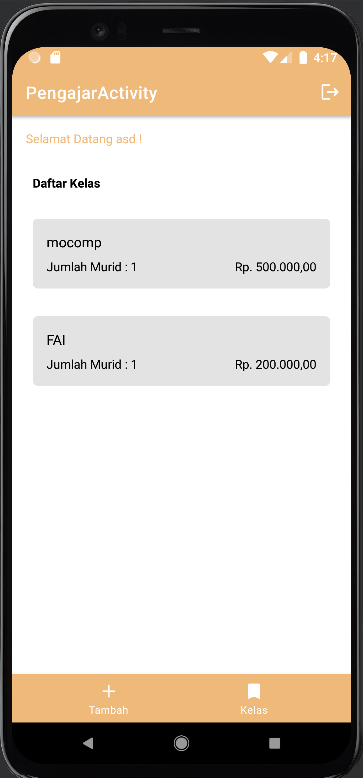 4:17
PengajarActivity
Selamat Datang asd !
Daftar Kelas
mocomp
Jumlah Murid : 1 Rp. 500.000,00
FAI
Jumlah Murid : 1 Rp. 200.000,00
Tambah Kelas